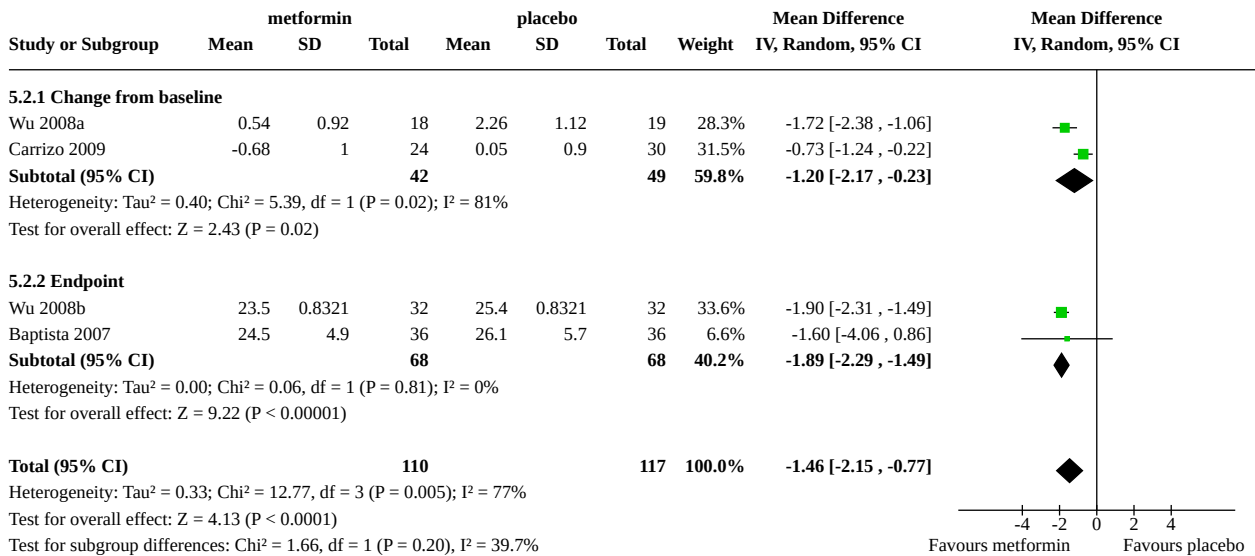 metformin placebo Mean Difference Mean Difference
Study or Subgroup Mean SD Total Mean SD Total Weight IV, Random, 95% CI IV, Random, 95% CI
5.2.1 Change from baseline
Wu 2008a 0.54 0.92 18 2.26 1.12 19 28.3% -1.72 [-2.38 , -1.06]
Carrizo 2009 -0.68 1 24 0.05 0.9 30 31.5% -0.73 [-1.24 , -0.22]
Subtotal (95% CI) 42 49 59.8% -1.20 [-2.17 , -0.23]
Heterogeneity: Tau² = 0.40; Chi² = 5.39, df = 1 (P = 0.02); I² = 81%
Test for overall effect: Z = 2.43 (P = 0.02)
5.2.2 Endpoint
Wu 2008b 23.5 0.8321 32 25.4 0.8321 32 33.6% -1.90 [-2.31 , -1.49]
Baptista 2007 24.5 4.9 36 26.1 5.7 36 6.6% -1.60 [-4.06 , 0.86]
Subtotal (95% CI) 68 68 40.2% -1.89 [-2.29 , -1.49]
Heterogeneity: Tau² = 0.00; Chi² = 0.06, df = 1 (P = 0.81); I² = 0%
Test for overall effect: Z = 9.22 (P < 0.00001)
Total (95% CI) 110 117 100.0% -1.46 [-2.15 , -0.77]
Heterogeneity: Tau² = 0.33; Chi² = 12.77, df = 3 (P = 0.005); I² = 77%
Test for overall effect: Z = 4.13 (P < 0.0001)
-4 -2 0 2 4
Test for subgroup differences: Chi² = 1.66, df = 1 (P = 0.20), I² = 39.7%
Favours metformin Favours placebo